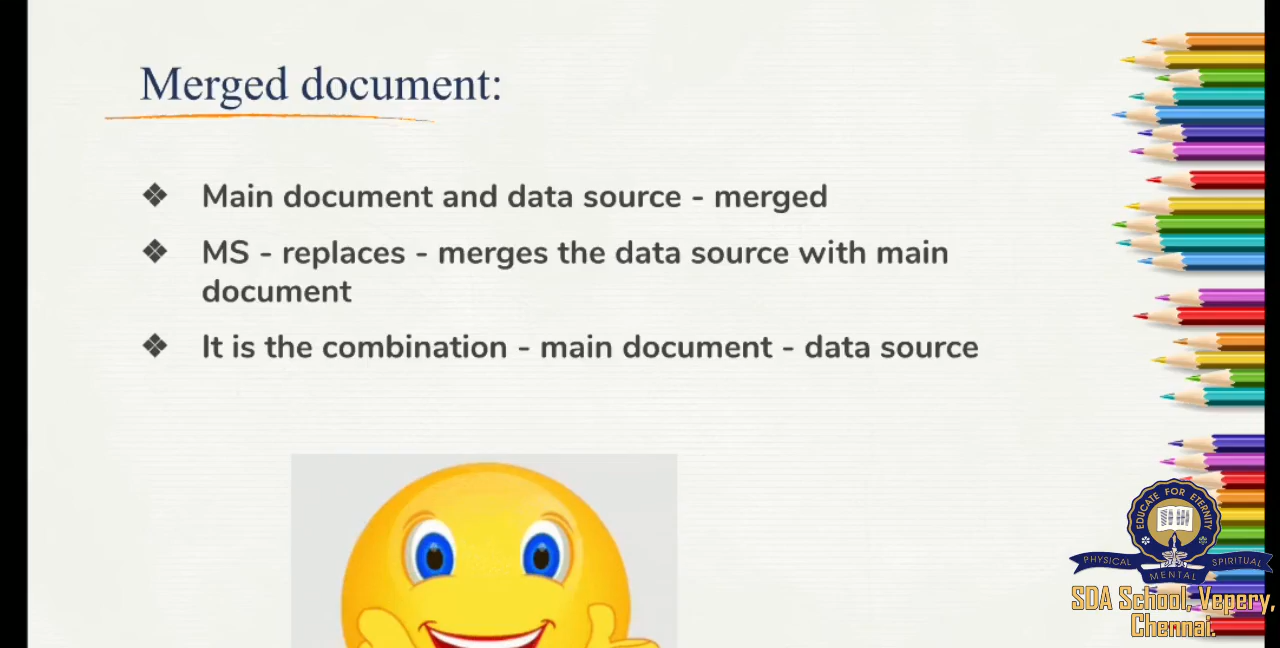 Merged document:
❖ Main document and data source - merged
❖ MS - replaces - merges the data source with main
document
❖ It is the combination - main document - data source
EDUCATE FOR ETERNITY
PHYSICAL MENTAL SPIRITUAL
SDA School, Vepery,
Chennai.